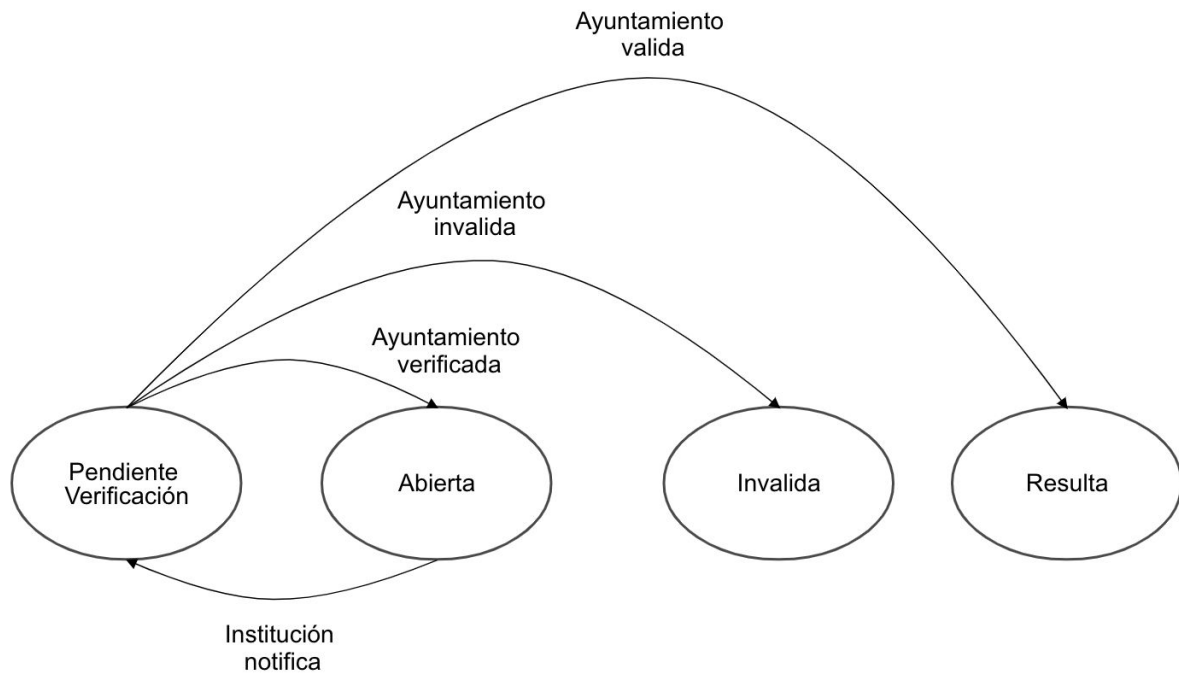 Ayuntamiento
valida
Ayuntamiento
invalida
Ayuntamiento
verificada
Pendiente
Verificación
Abierta
Invalida
Resulta
Institución
notifica